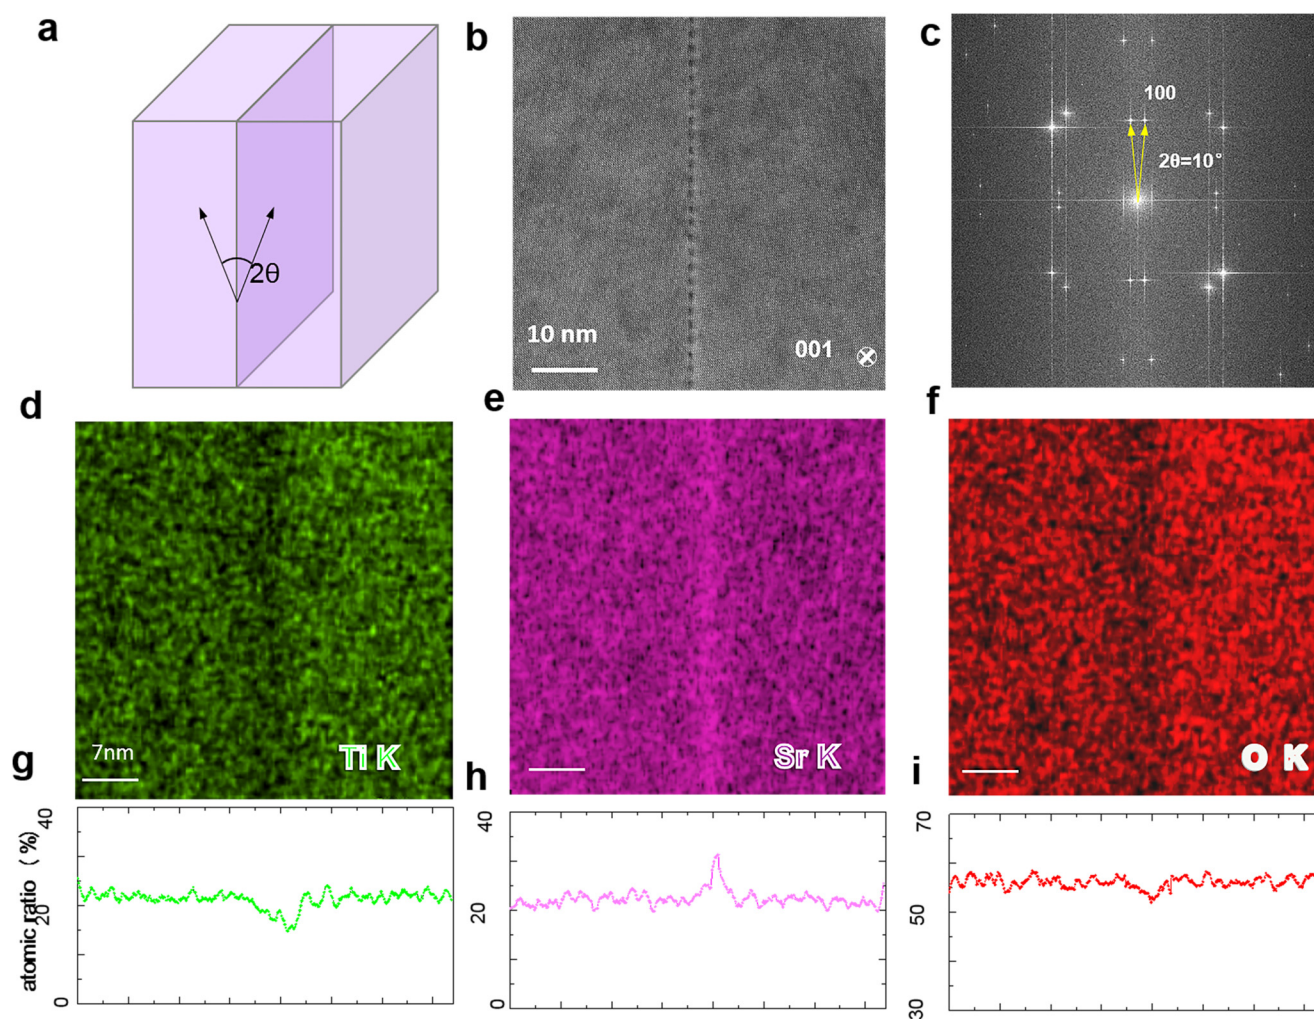 a
2θ
b
10 nm
001
c
100
2θ=10°
d
7nm
Ti K
e
Sr K
f
O K
g
atomic ratio (%)
40
20
0
h
40
20
0
i
70
50
30